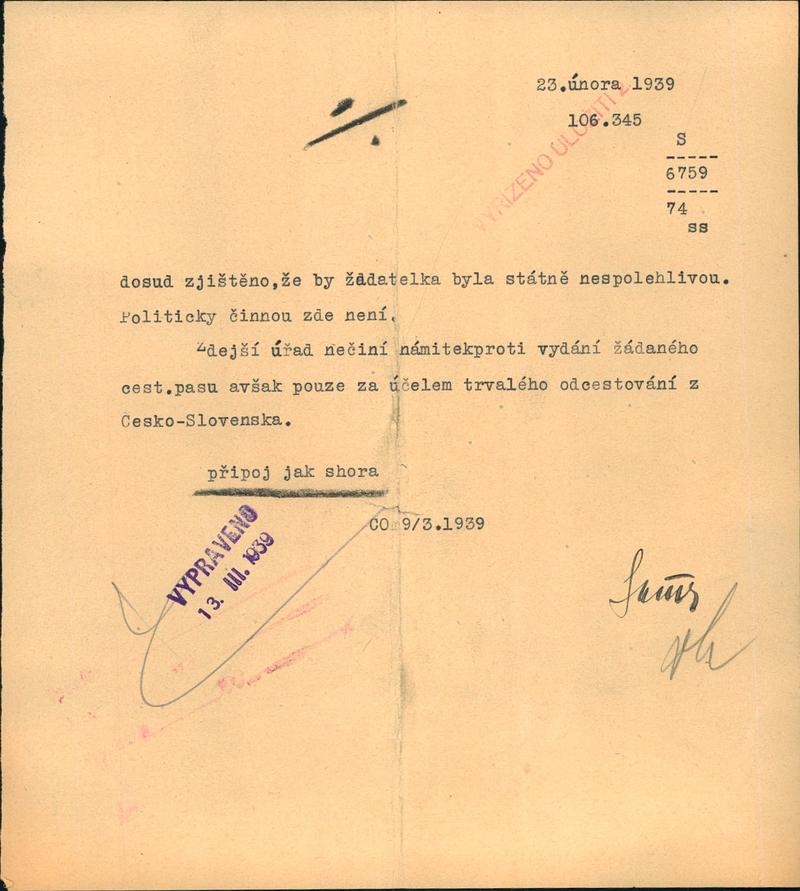 23.února 1939
106.345
VYŘÍZENO ULOŽITI
S
-----
6759
-----
74
ss
dosud zjištěno,že by žadatelka byla státně nespolehlivou.
Politicky činnou zde není.
Zdejší úřad nečiní námitekproti vydání žádaného
cest.pasu avšak pouze za účelem trvalého odcestování z
Česko-Slovenska.
připoj jak shora
CO 9/3.1939
VYPRAVENO
13. III. 1939